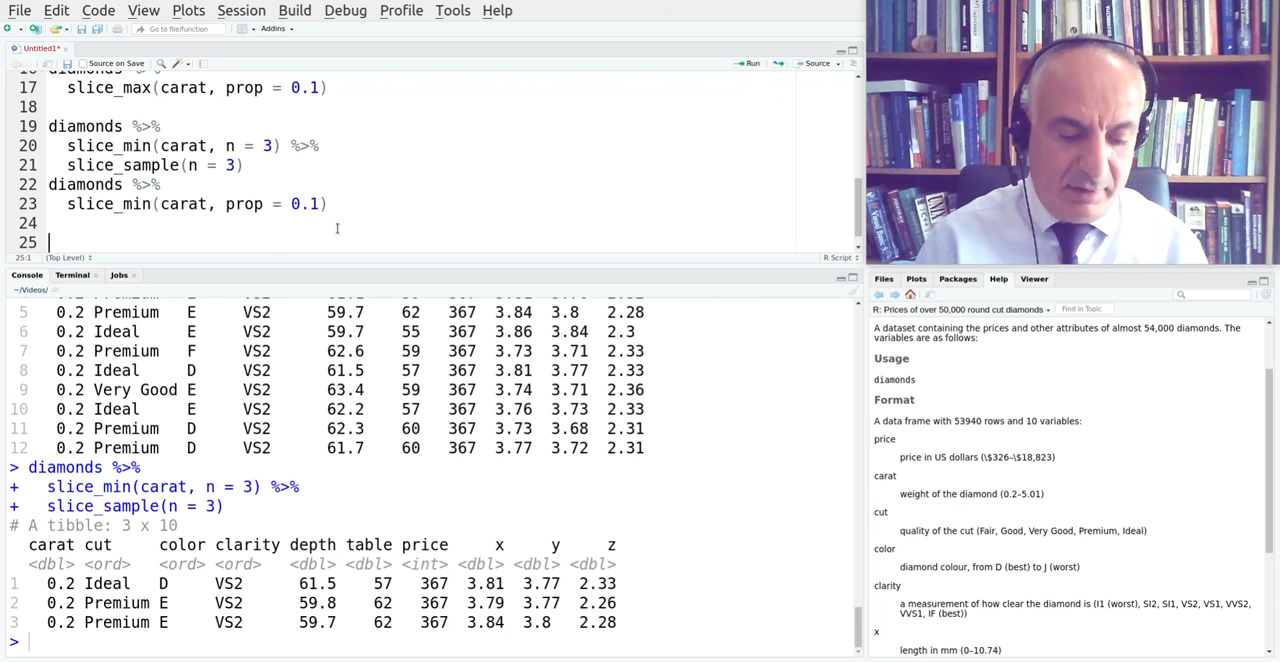 File Edit Code View Plots Session Build Debug Profile Tools Help
Go to file/function Addins
Untitled1*
Source on Save Run Source
16 diamonds %>%
17 slice_max(carat, prop = 0.1)
18
19 diamonds %>%
20 slice_min(carat, n = 3) %>%
21 slice_sample(n = 3)
22 diamonds %>%
23 slice_min(carat, prop = 0.1)
24
25
25:1 (Top Level) R Script
Console Terminal Jobs
~/Videos/
5 0.2 Premium E VS2 59.7 62 367 3.84 3.8 2.28
6 0.2 Ideal E VS2 59.7 55 367 3.86 3.84 2.3
7 0.2 Premium F VS2 62.6 59 367 3.73 3.71 2.33
8 0.2 Ideal D VS2 61.5 57 367 3.81 3.77 2.33
9 0.2 Very Good E VS2 63.4 59 367 3.74 3.71 2.36
10 0.2 Ideal E VS2 62.2 57 367 3.76 3.73 2.33
11 0.2 Premium D VS2 62.3 60 367 3.73 3.68 2.31
12 0.2 Premium D VS2 61.7 60 367 3.77 3.72 2.31
> diamonds %>%
+ slice_min(carat, n = 3) %>%
+ slice_sample(n = 3)
# A tibble: 3 x 10
carat cut color clarity depth table price x y z
<dbl> <ord> <ord> <ord> <dbl> <dbl> <int> <dbl> <dbl> <dbl>
1 0.2 Ideal D VS2 61.5 57 367 3.81 3.77 2.33
2 0.2 Premium E VS2 59.8 62 367 3.79 3.77 2.26
3 0.2 Premium E VS2 59.7 62 367 3.84 3.8 2.28
>
Visual Basic
UNIX
Files Plots Packages Help Viewer
R: Prices of over 50,000 round cut diamonds Find in Topic
A dataset containing the prices and other attributes of almost 54,000 diamonds. The
variables are as follows:
Usage
diamonds
Format
A data frame with 53940 rows and 10 variables:
price
price in US dollars (\$326–\$18,823)
carat
weight of the diamond (0.2–5.01)
cut
quality of the cut (Fair, Good, Very Good, Premium, Ideal)
color
diamond colour, from D (best) to J (worst)
clarity
a measurement of how clear the diamond is (I1 (worst), SI2, SI1, VS2, VS1, VVS2,
VVS1, IF (best))
x
length in mm (0–10.74)